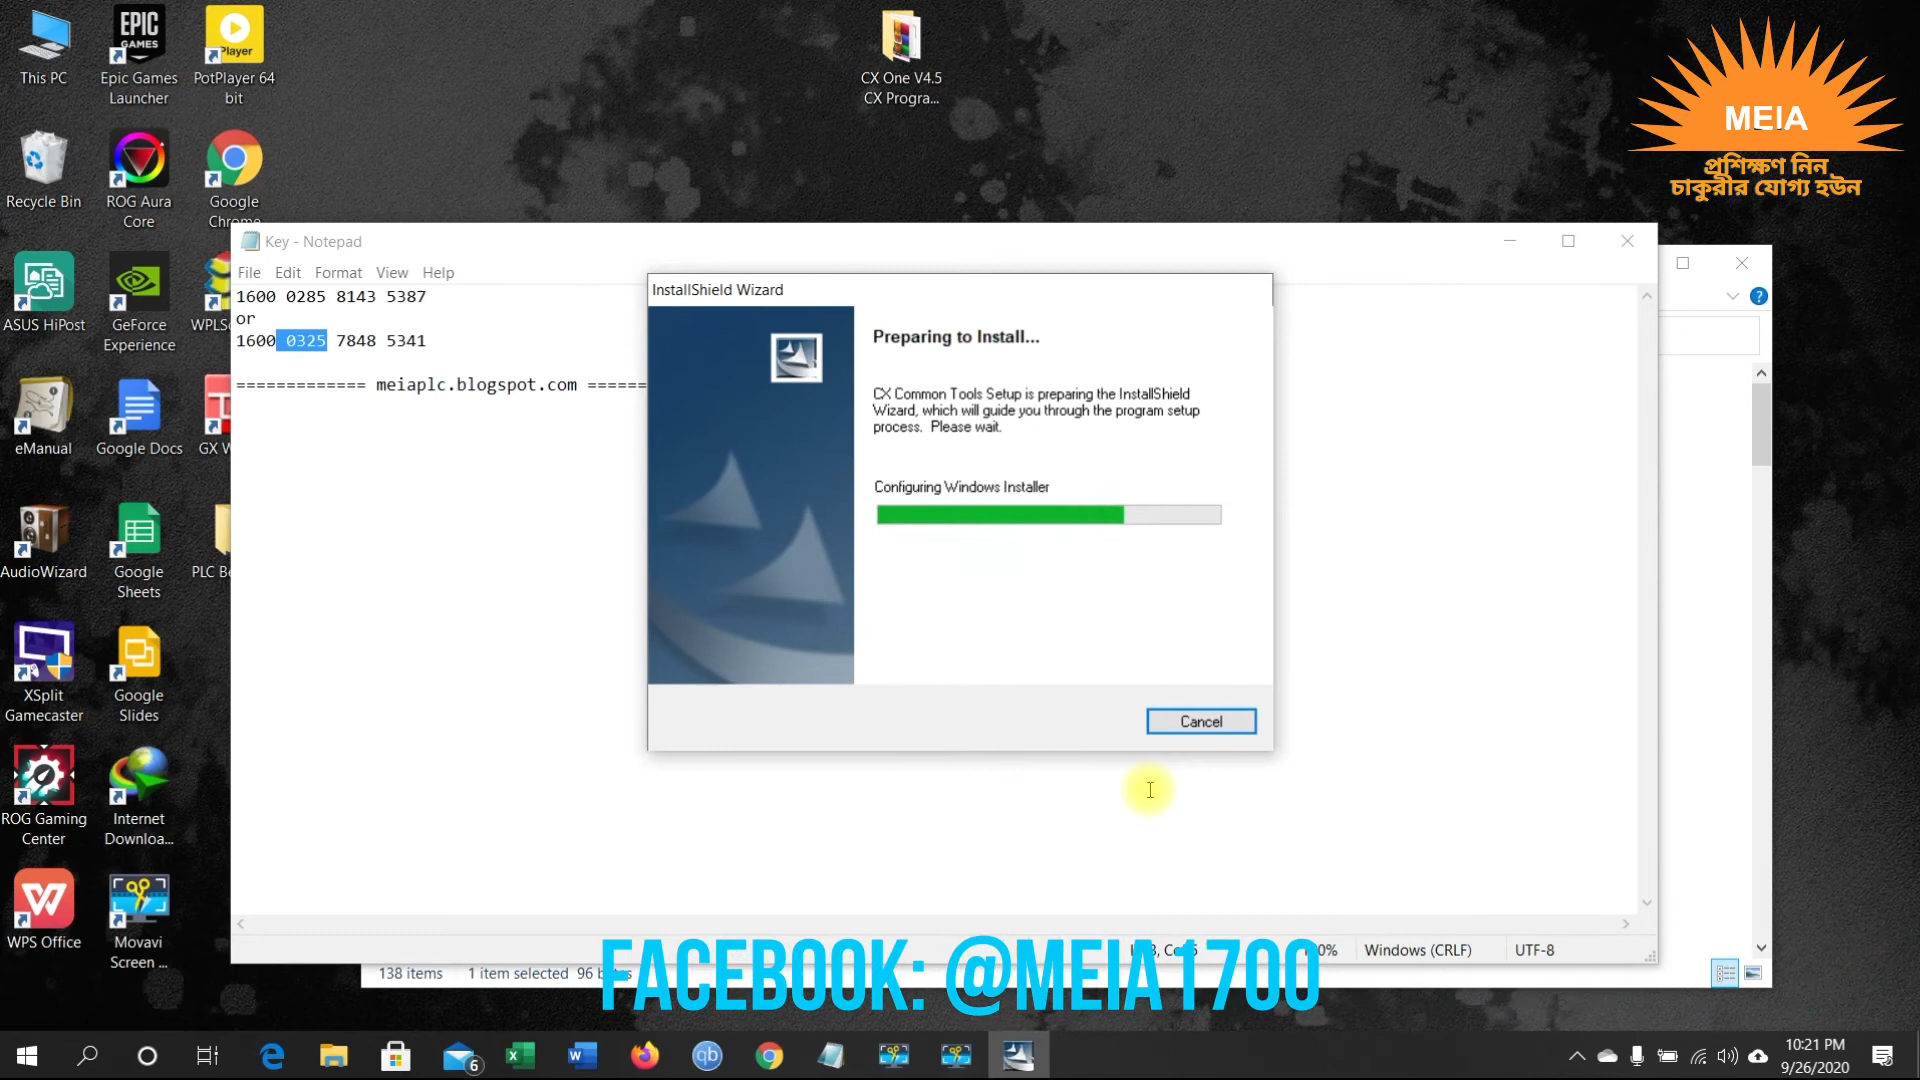 This PC
EPIC
GAMES
Epic Games
Launcher
Player
PotPlayer 64
bit
CX One V4.5
CX Progra...
MEIA
প্রশিক্ষণ নিন
চাকুরীর যোগ্য হউন
Recycle Bin
ROG Aura
Core
Google
Chrome
ASUS HiPost
GeForce
Experience
eManual
Google Docs
GX W
AudioWizard
Google
Sheets
PLC Be
XSplit
Gamecaster
Google
Slides
ROG Gaming
Center
Internet
Downloa...
WPS Office
Movavi
Screen ...
Key - Notepad
File Edit Format View Help
1600 0285 8143 5387
or
1600 0325 7848 5341
============= meiaplc.blogspot.com ======
InstallShield Wizard
Preparing to Install...
CX Common Tools Setup is preparing the InstallShield
Wizard, which will guide you through the program setup
process. Please wait.
Configuring Windows Installer
Cancel
Windows (CRLF)
UTF-8
138 items
1 item selected 96
FACEBOOK: @MEIA1700
6
10:21 PM
9/26/2020